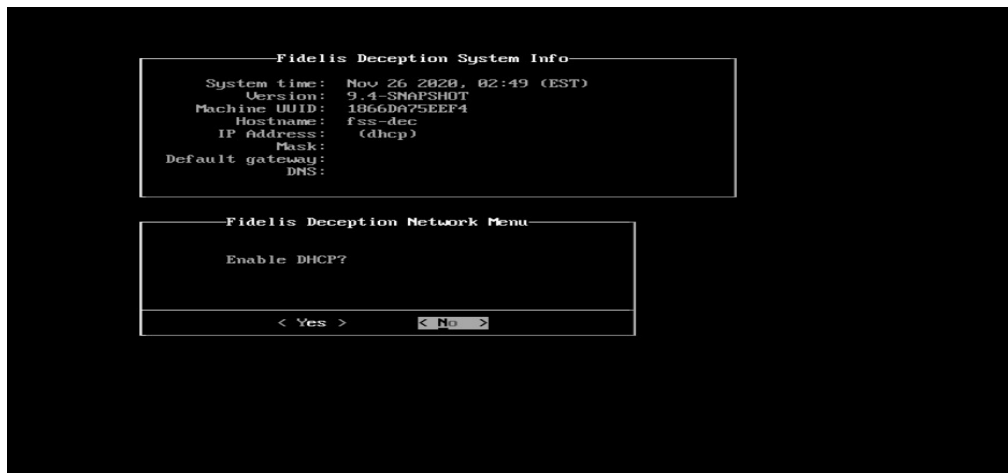 Fidelis Deception System Info
System time: Nov 26 2020, 02:49 (EST)
Version: 9.4-SNAPSHOT
Machine UUID: 1866DA75EEF4
Hostname: fss-dec
IP Address: (dhcp)
Mask:
Default gateway:
DNS:
Fidelis Deception Network Menu
Enable DHCP?
< Yes > < No >